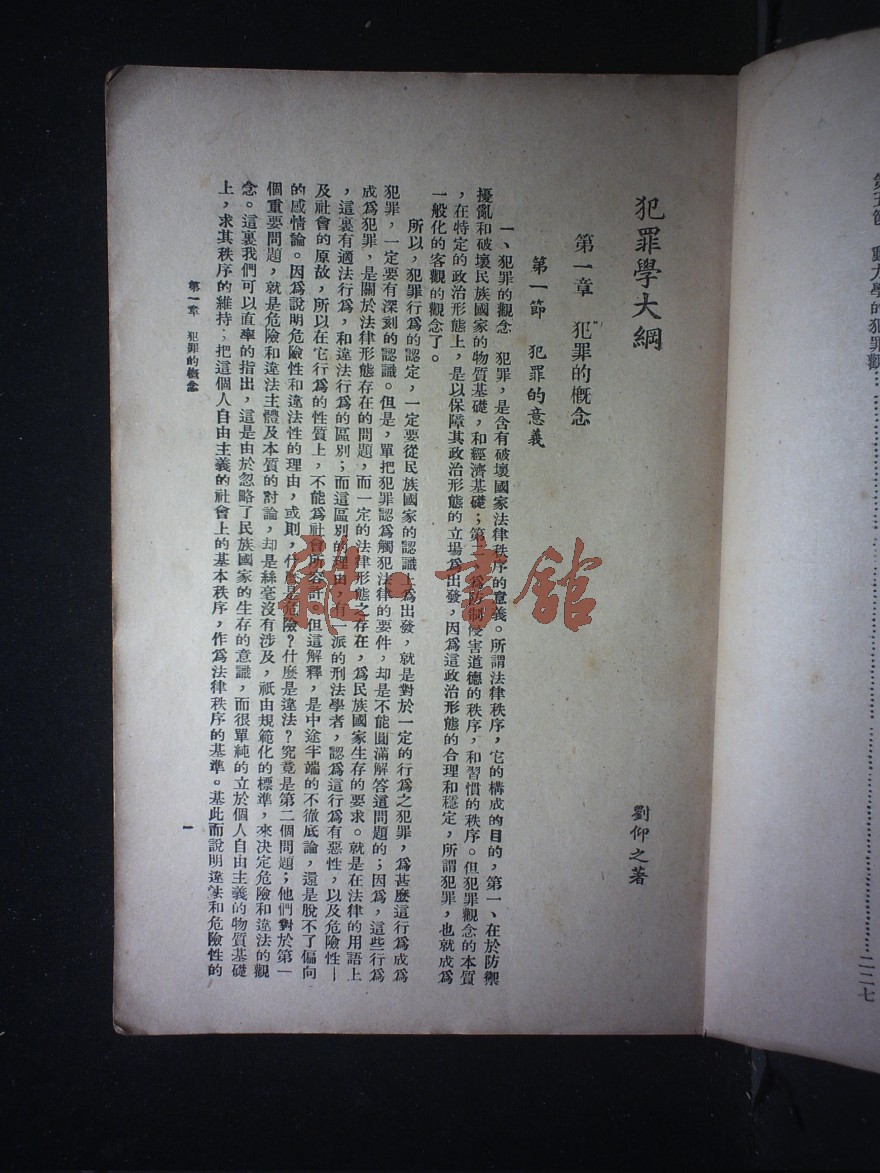 第五節　動力學的犯罪觀……二二七
犯罪學大綱
劉仰之著
第一章　犯罪的概念
第一節　犯罪的意義
一、犯罪的觀念　犯罪，是含有破壞國家法律秩序的意義。所謂法律秩序，它的構成的目的，第一、在於防禦
擾亂和破壞民族國家的物質基礎，和經濟基礎；第二、為防制侵害道德的秩序，和習慣的秩序。但犯罪觀念的本質
，在特定的政治形態上，是以保障其政治形態的立場為出發，因為這政治形態的合理和穩定，所謂犯罪，也就成為
一般化的客觀的觀念了。
所以，犯罪行為的認定，一定要從民族國家的認識上為出發，就是對於一定的行為之犯罪，為甚麼這行為成為
犯罪，一定要有深刻的認識。但是，單把犯罪認為觸犯法律的要件，却是不能圓滿解答這問題的；因為，這些行為
成為犯罪，是關於法律形態存在的問題，而一定的法律形態之存在，為民族國家生存的要求。就是在法律的用語上
，這裏有適法行為，和違法行為的區別；而這區別的理由，有一派的刑法學者，認為這行為有惡性，以及危險性—
及社會的原故，所以在它行為的性質上，不能為社會所容許。但這解釋，是中途半端的不徹底論，還是脫不了偏向
的感情論。因為說明危險性和違法性的理由，或則，什麼是危險？什麼是違法？究竟是第二個問題；他們對於第一
個重要問題，就是危險和違法主體及本質的討論，却是絲毫沒有涉及，祇由規範化的標準，來決定危險和違法的觀
念。這裏我們可以直率的指出，這是由於忽略了民族國家的生存的意識，而很單純的立於個人自由主義的物質基礎
上，求其秩序的維持；把這個人自由主義的社會上的基本秩序，作為法律秩序的基準。基此而說明違法和危險性的
第一章　犯罪的概念
一
雜·書館